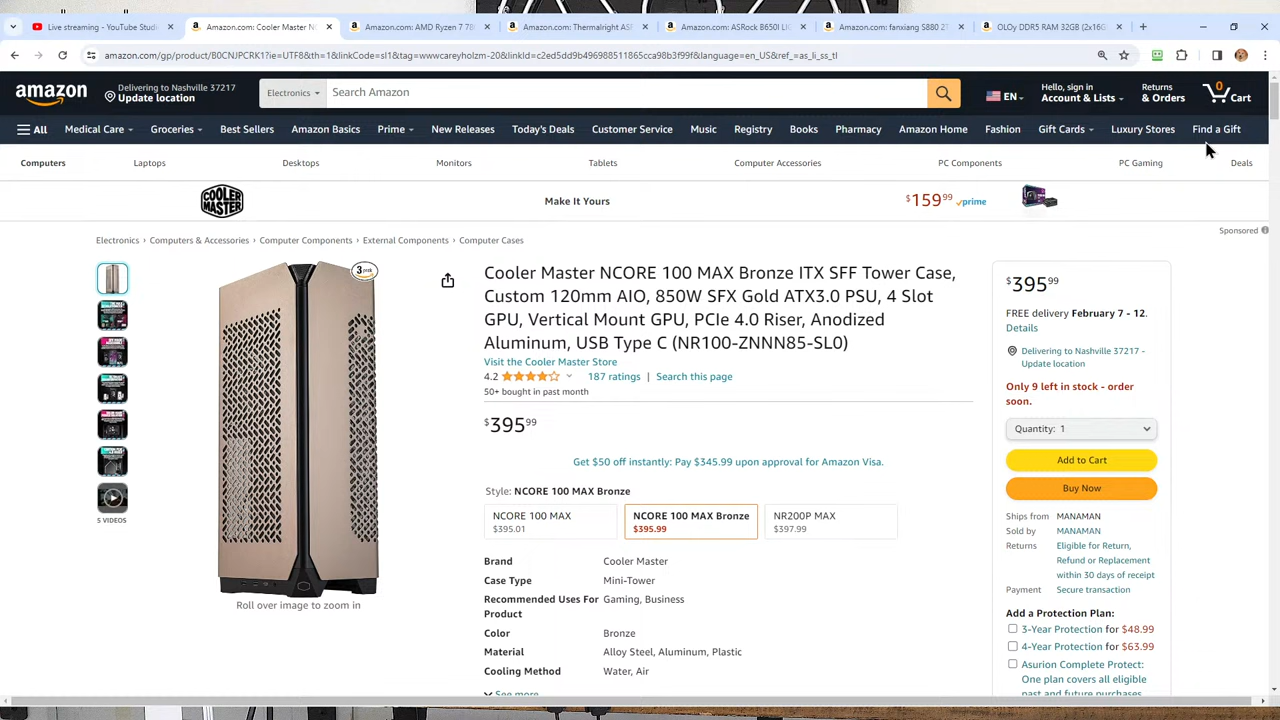 Live streaming - YouTube Studio
Amazon.com: Cooler Master N
Amazon.com: AMD Ryzen 7 78
Amazon.com: Thermalright ASE
Amazon.com: ASRock B650I LI
Amazon.com: fanxiang S880 2T
OLOy DDR5 RAM 32GB (2x16G
amazon.com/gp/product/B0CNJPCRK1?ie=UTF8&th=1&linkCode=sl1&tag=wwwcareyholzm-20&linkId=c2ed5dd9b496988511865cca98b3f99f&language=en_US&ref_=as_li_ss_tl
amazon
Delivering to Nashville 37217
Update location
Electronics
Search Amazon
EN
Hello, sign in
Account & Lists
Returns
& Orders
0
Cart
All
Medical Care
Groceries
Best Sellers
Amazon Basics
Prime
New Releases
Today's Deals
Customer Service
Music
Registry
Books
Pharmacy
Amazon Home
Fashion
Gift Cards
Luxury Stores
Find a Gift
Computers
Laptops
Desktops
Monitors
Tablets
Computer Accessories
PC Components
PC Gaming
Deals
COOLER MASTER
Make It Yours
$159.99 prime
Sponsored
Electronics › Computers & Accessories › Computer Components › External Components › Computer Cases
Cooler Master NCORE 100 MAX Bronze ITX SFF Tower Case,
Custom 120mm AIO, 850W SFX Gold ATX3.0 PSU, 4 Slot
GPU, Vertical Mount GPU, PCIe 4.0 Riser, Anodized
Aluminum, USB Type C (NR100-ZNNN85-SL0)
Visit the Cooler Master Store
4.2
187 ratings | Search this page
50+ bought in past month
$39599
Get $50 off instantly: Pay $345.99 upon approval for Amazon Visa.
Style: NCORE 100 MAX Bronze
NCORE 100 MAX
$395.01
NCORE 100 MAX Bronze
$395.99
NR200P MAX
$397.99
Brand Cooler Master
Case Type Mini-Tower
Recommended Uses For Product Gaming, Business
Color Bronze
Material Alloy Steel, Aluminum, Plastic
Cooling Method Water, Air
See more
5 VIDEOS
Roll over image to zoom in
$39599
FREE delivery February 7 - 12.
Details
Delivering to Nashville 37217 -
Update location
Only 9 left in stock - order
soon.
Quantity: 1
Add to Cart
Buy Now
Ships from MANAMAN
Sold by MANAMAN
Returns Eligible for Return,
Refund or Replacement
within 30 days of receipt
Payment Secure transaction
Add a Protection Plan:
3-Year Protection for $48.99
4-Year Protection for $63.99
Asurion Complete Protect:
One plan covers all eligible
past and future purchases